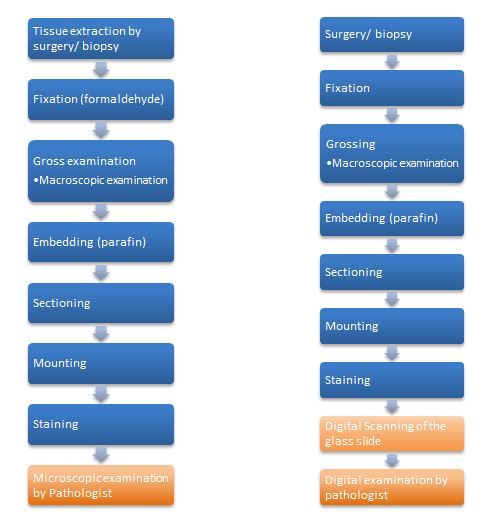 Tissue extraction by
surgery/ biopsy
Fixation (formaldehyde)
Gross examination
•Macroscopic examination
Embedding (parafin)
Sectioning
Mounting
Staining
Microscopic examination
by Pathologist
Surgery/ biopsy
Fixation
Grossing
•Macroscopic examination
Embedding (parafin)
Sectioning
Mounting
Staining
Digital Scanning of the
glass slide
Digital examination by
pathologist